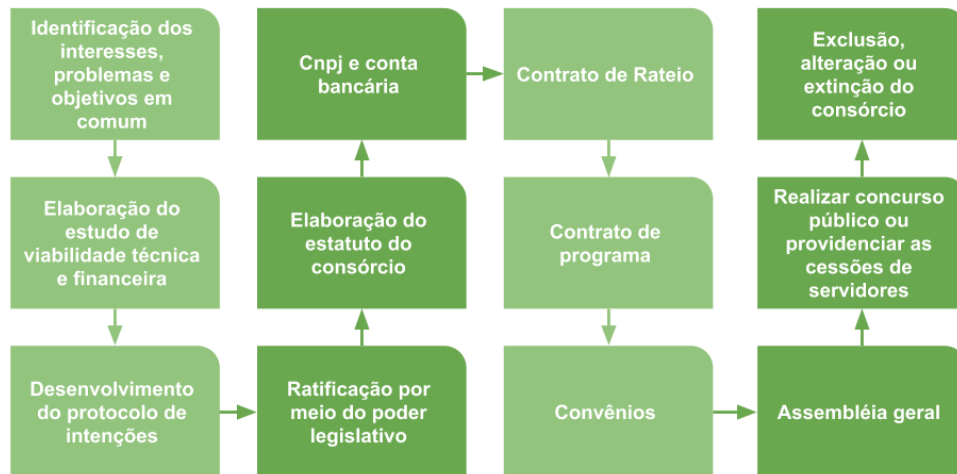 Identificação dos
interesses,
problemas e
objetivos em
comum
Elaboração do
estudo de
viabilidade técnica
e financeira
Desenvolvimento
do protocolo de
intenções
Ratificação por
meio do poder
legislativo
Elaboração do
estatuto do
consórcio
Cnpj e conta
bancária
Contrato de Rateio
Contrato de
programa
Convênios
Assembléia geral
Realizar concurso
público ou
providenciar as
cessões de
servidores
Exclusão,
alteração ou
extinção do
consórcio